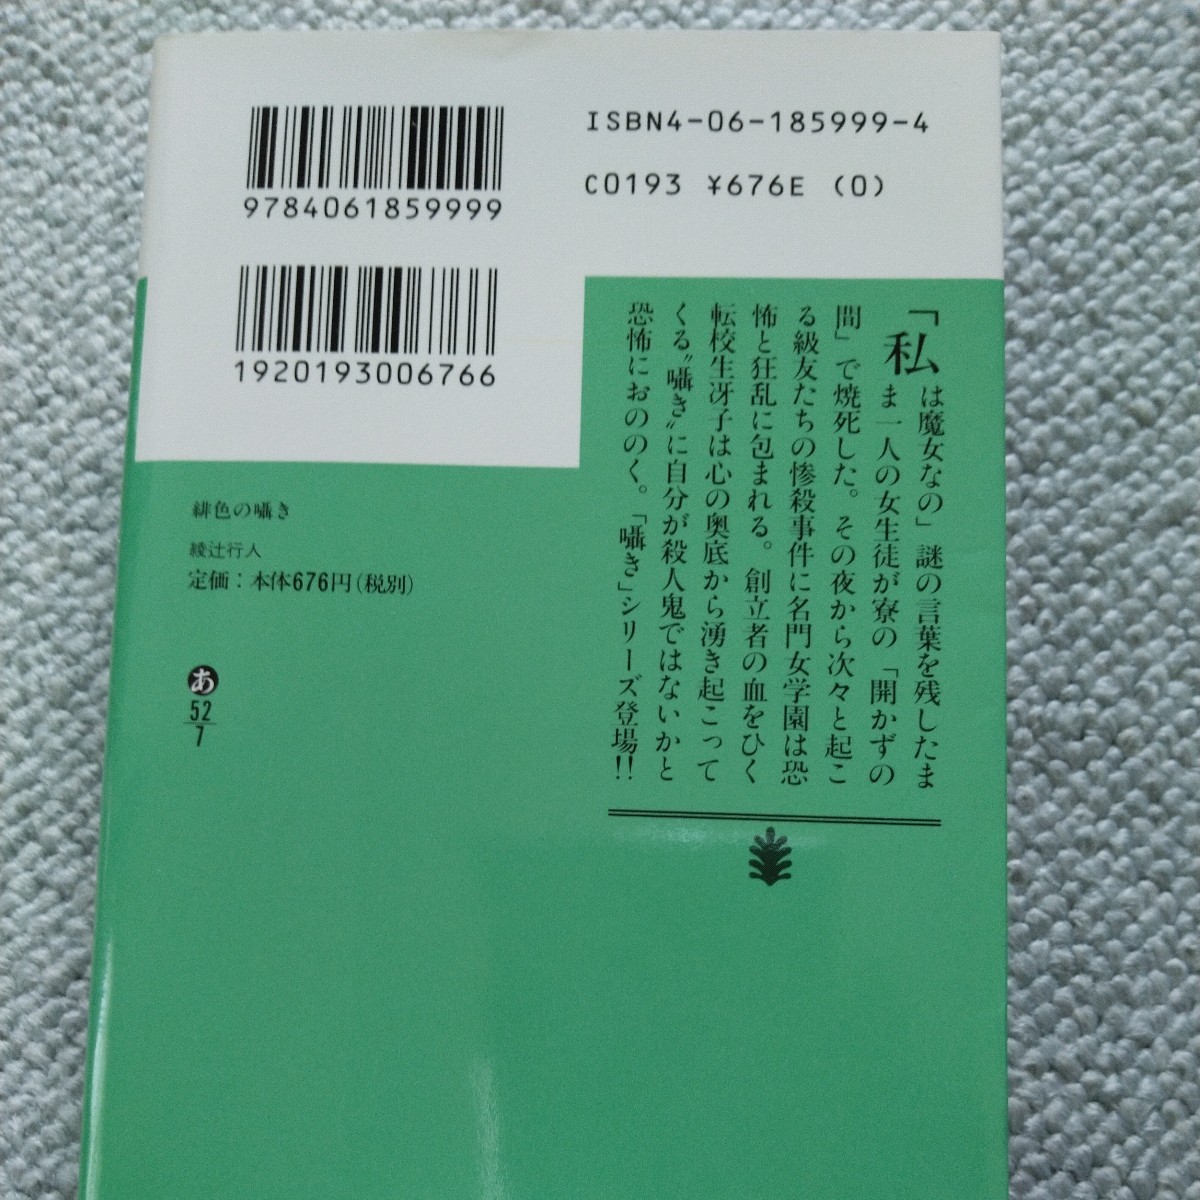 9784061859999
ISBN4-06-185999-4
C0193 ¥676E (0)
1920193006766
「私は魔女なの」謎の言葉を残したま
ま一人の女生徒が寮の「開かずの
間」で焼死した。その夜から次々と起こ
る級友たちの惨殺事件に名門女学園は恐
怖と狂乱に包まれる。創立者の血をひく
転校生冴子は心の奥底から湧き起こって
くる〝囁き〟に自分が殺人鬼ではないかと
恐怖におののく。「囁き」シリーズ登場!!
緋色の囁き
綾辻行人
定価：本体676円（税別）
あ
52
7